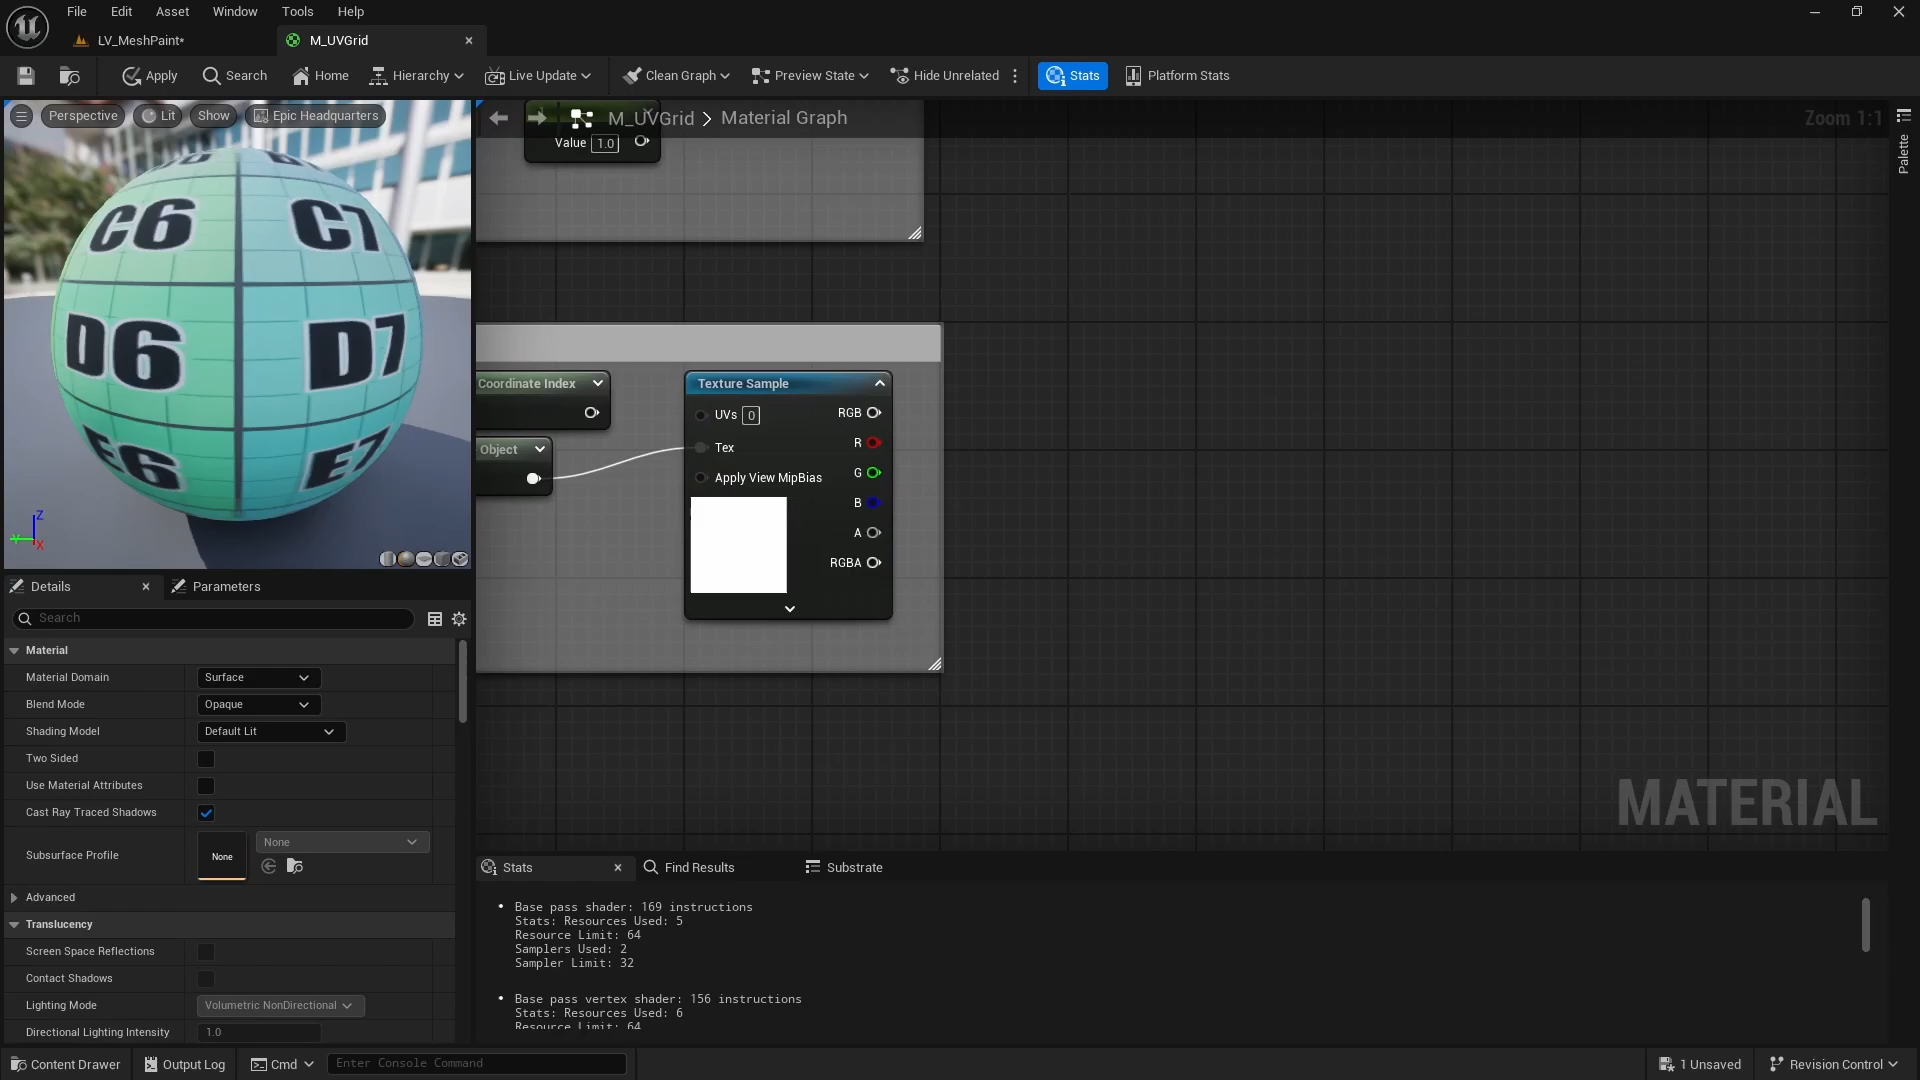 File Edit Asset Window Tools Help
LV_MeshPaint*
M_UVGrid
Apply Search Home Hierarchy Live Update Clean Graph Preview State Hide Unrelated Stats Platform Stats
Perspective Lit Show Epic Headquarters
C6 C7
D6 D7
E6 E7
Z
Y
X
M_UVGrid > Material Graph
Zoom 1:1
Palette
Value 1.0
Coordinate Index
Object
Texture Sample
UVs 0
Tex
Apply View MipBias
RGB
R
G
B
A
RGBA
MATERIAL
Details
Parameters
Search
Material
Material Domain Surface
Blend Mode Opaque
Shading Model Default Lit
Two Sided
Use Material Attributes
Cast Ray Traced Shadows
Subsurface Profile None None
Advanced
Translucency
Screen Space Reflections
Contact Shadows
Lighting Mode Volumetric NonDirectional
Directional Lighting Intensity 1.0
Stats
Find Results
Substrate
• Base pass shader: 169 instructions
Stats: Resources Used: 5
Resource Limit: 64
Samplers Used: 2
Sampler Limit: 32
• Base pass vertex shader: 156 instructions
Stats: Resources Used: 6
Resource Limit: 64
Content Drawer Output Log Cmd Enter Console Command
1 Unsaved Revision Control